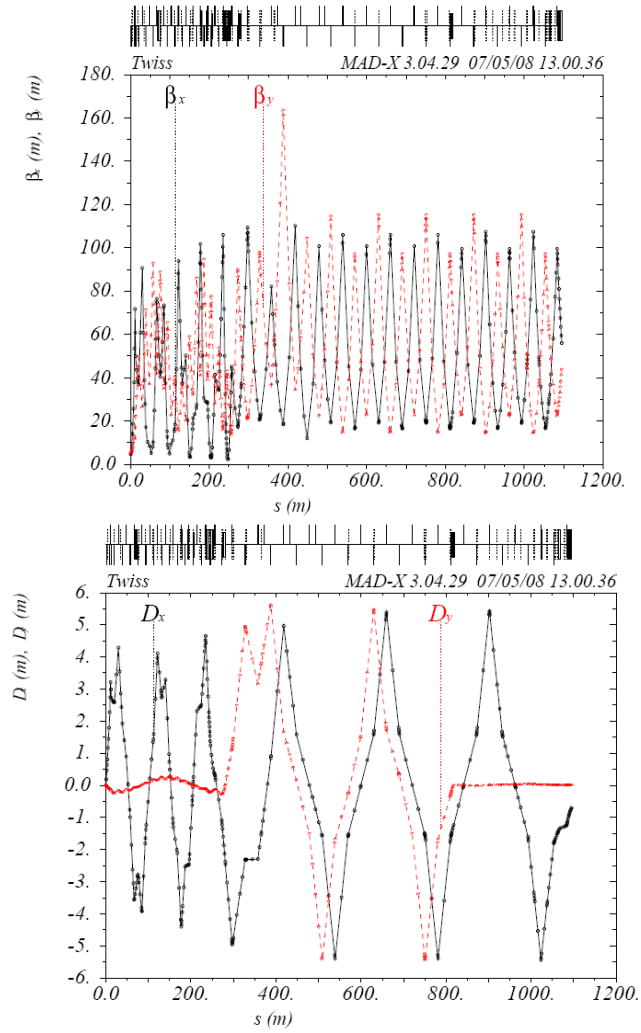 Twiss MAD-X 3.04.29 07/05/08 13.00.36
180.
160.
140.
120.
100.
80.
60.
40.
20.
0.0
βx (m), βy (m)
βx
βy
0.0 200. 400. 600. 800. 1000. 1200.
s (m)
Twiss MAD-X 3.04.29 07/05/08 13.00.36
6.
5.
4.
3.
2.
1.
0.0
-1.
-2.
-3.
-4.
-5.
-6.
D (m), D (m)
Dx
Dy
0.0 200. 400. 600. 800. 1000. 1200.
s (m)